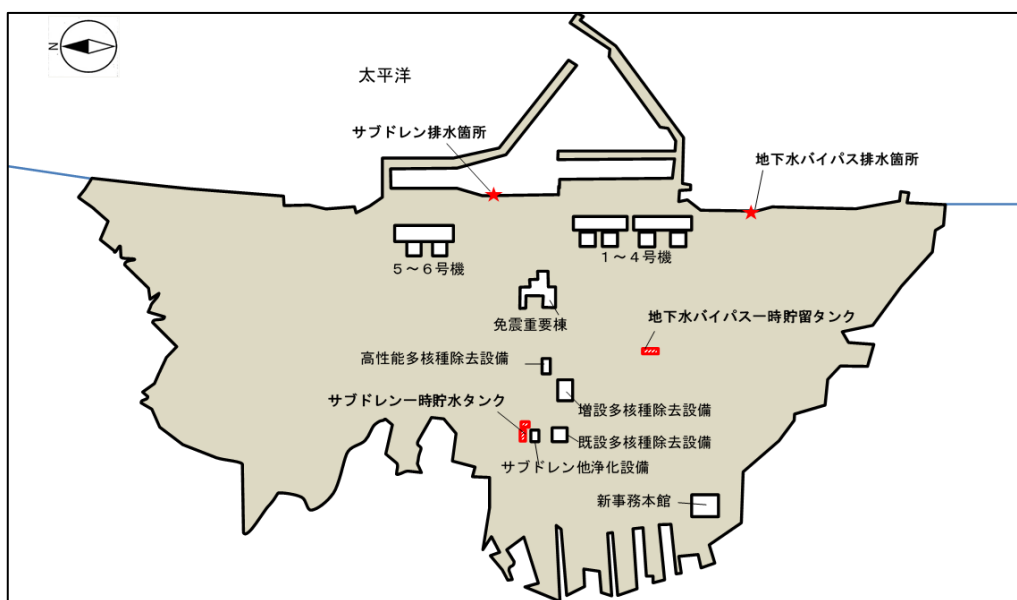 N
太平洋
サブドレン排水箇所
地下水バイパス排水箇所
5~6号機
1~4号機
免震重要棟
地下水バイパス一時貯留タンク
高性能多核種除去設備
サブドレン一時貯水タンク
増設多核種除去設備
既設多核種除去設備
サブドレン他浄化設備
新事務本館